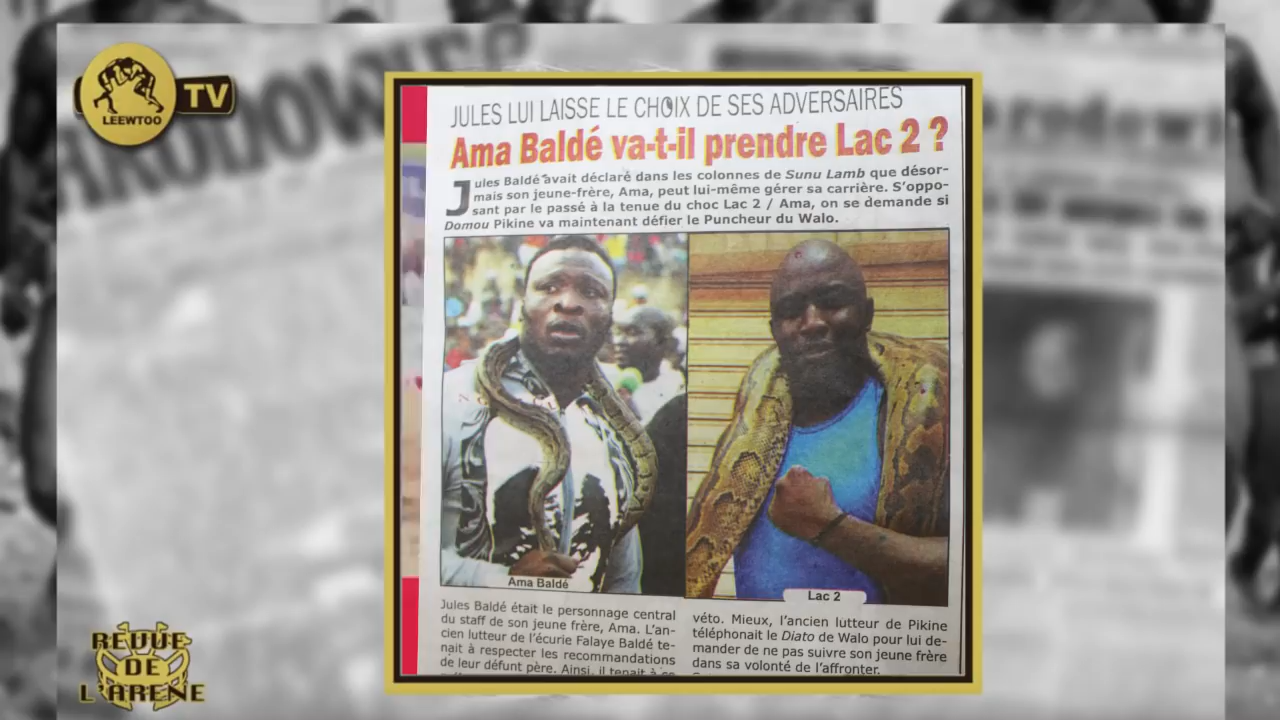 LEEWTOO
TV
JULES LUI LAISSE LE CHOIX DE SES ADVERSAIRES
Ama Baldé va-t-il prendre Lac 2 ?
Jules Baldé avait déclaré dans les colonnes de Sunu Lamb que désor-
mais son jeune-frère, Ama, peut lui-même gérer sa carrière. S'oppo-
sant par le passé à la tenue du choc Lac 2 / Ama, on se demande si
Domou Pikine va maintenant défier le Puncheur du Walo.
Ama Baldé
Lac 2
Jules Baldé était le personnage central
du staff de son jeune frère, Ama. L'an-
cien lutteur de l'écurie Falaye Baldé te-
nait à respecter les recommandations
de leur défunt père. Ainsi, il tenait à ce
véto. Mieux, l'ancien lutteur de Pikine
téléphonait le Diato de Walo pour lui de-
mander de ne pas suivre son jeune frère
dans sa volonté de l'affronter.
REVUE
DE
L'ARENE